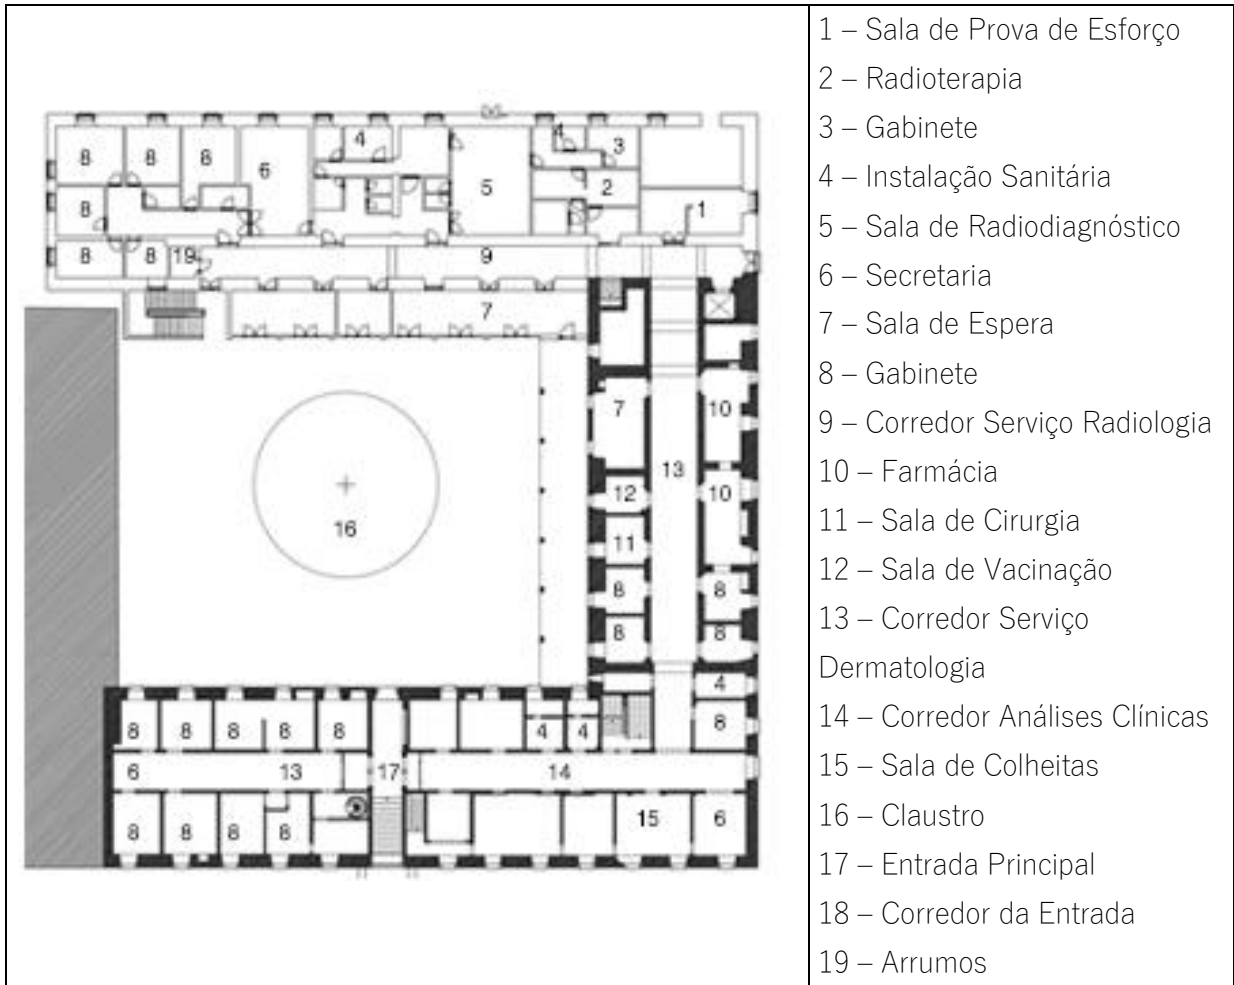 1 – Sala de Prova de Esforço
2 – Radioterapia
3 – Gabinete
4 – Instalação Sanitária
5 – Sala de Radiodiagnóstico
6 – Secretaria
7 – Sala de Espera
8 – Gabinete
9 – Corredor Serviço Radiologia
10 – Farmácia
11 – Sala de Cirurgia
12 – Sala de Vacinação
13 – Corredor Serviço
Dermatologia
14 – Corredor Análises Clínicas
15 – Sala de Colheitas
16 – Claustro
17 – Entrada Principal
18 – Corredor da Entrada
19 – Arrumos
4 4
8 8 8 6 3
5 2
8 1
8 8 19 9
7
7 10
13
12 10
16
11
8 8
8 8
4
8 8 8 8 8 4 4 8
6 13 17 14
8 8 8 8 15 6